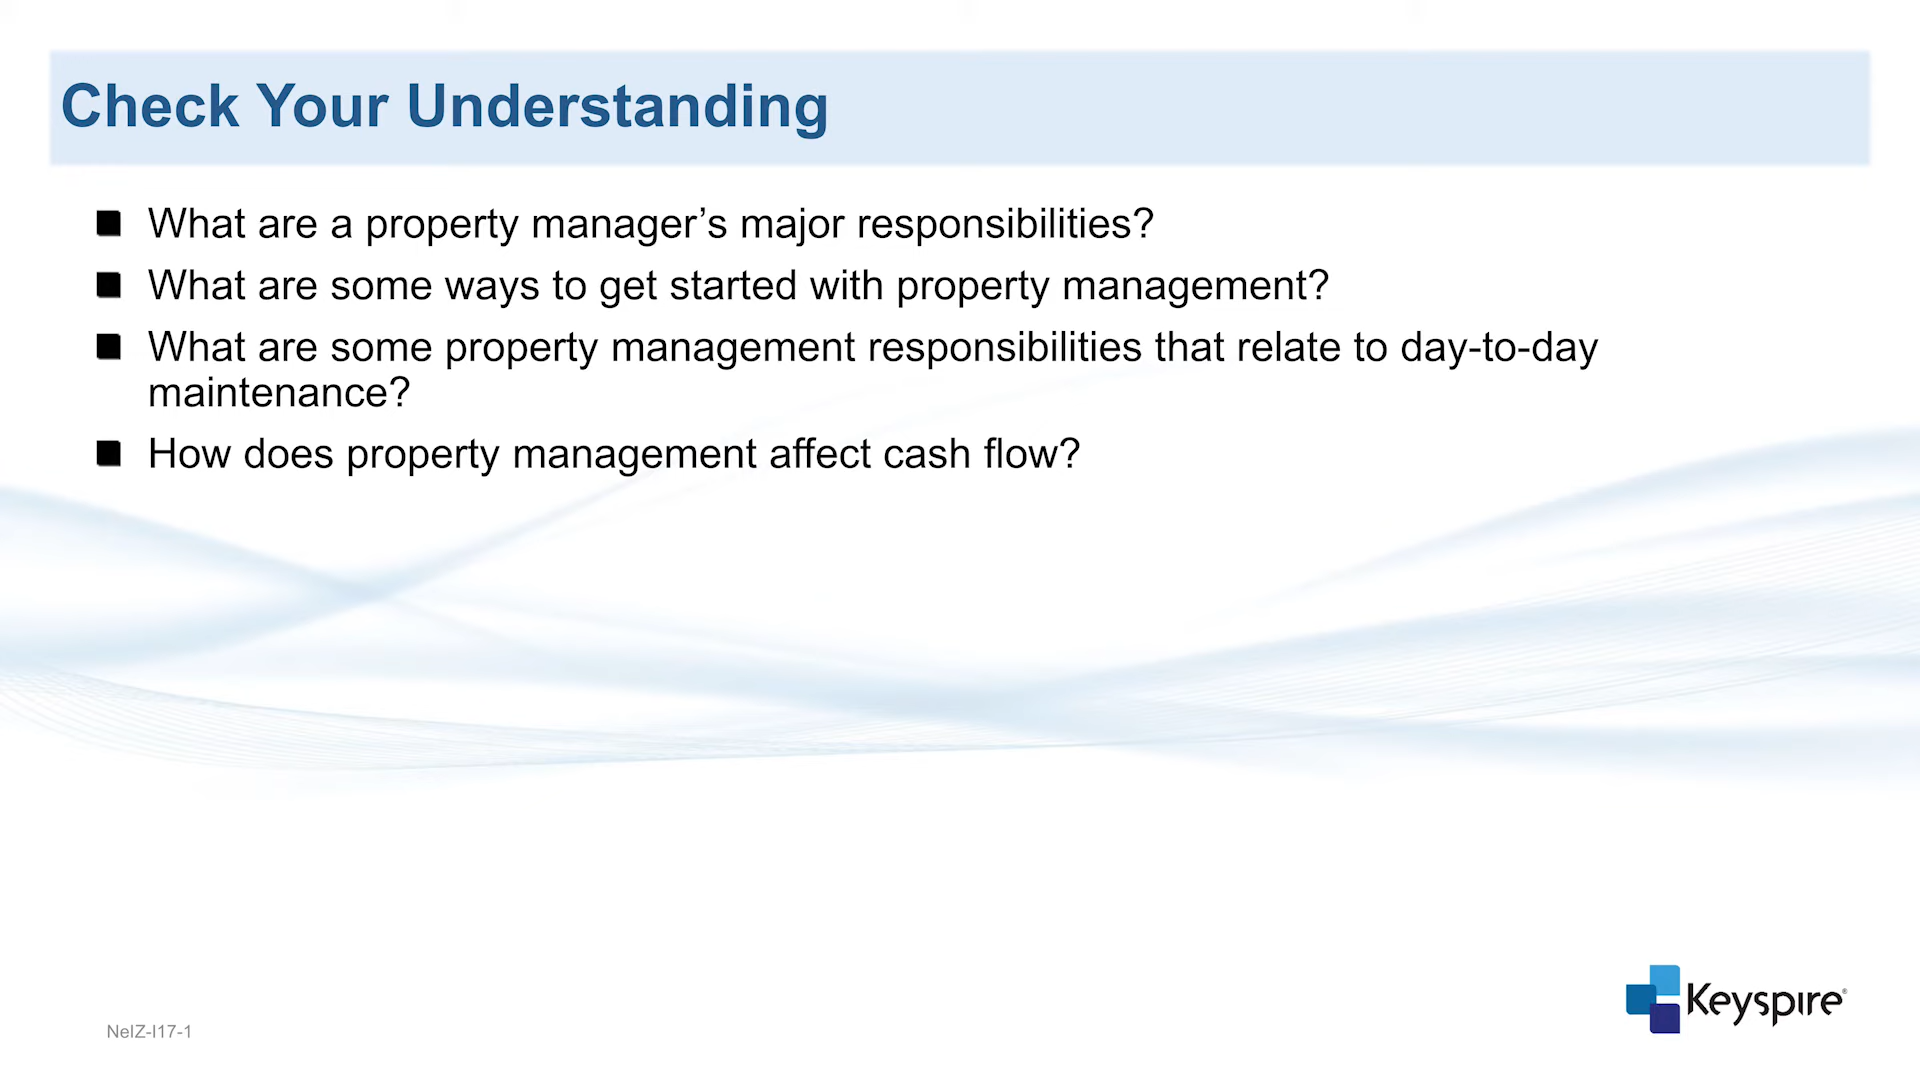 Check Your Understanding
What are a property manager’s major responsibilities?
What are some ways to get started with property management?
What are some property management responsibilities that relate to day-to-day
maintenance?
How does property management affect cash flow?
Keyspire®
NeIZ-I17-1